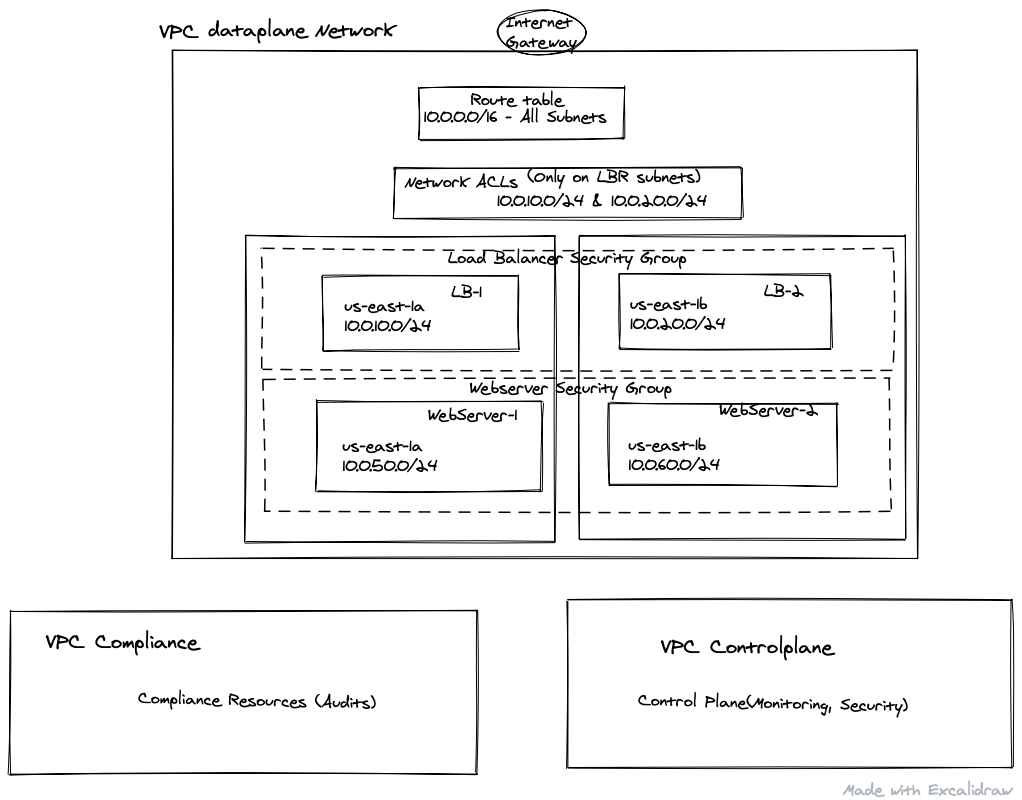 VPC dataplane Network
Internet
Gateway
Route table
10.0.0.0/16 - All Subnets
Network ACLs (Only on LBR subnets)
10.0.10.0/24 & 10.0.20.0/24
Load Balancer Security Group
LB-1
us-east-1a
10.0.10.0/24
LB-2
us-east-1b
10.0.20.0/24
Webserver Security Group
WebServer-1
us-east-1a
10.0.50.0/24
WebServer-2
us-east-1b
10.0.60.0/24
VPC Compliance
Compliance Resources (Audits)
VPC Controlplane
Control Plane(Monitoring, Security)
Made with Excalidraw